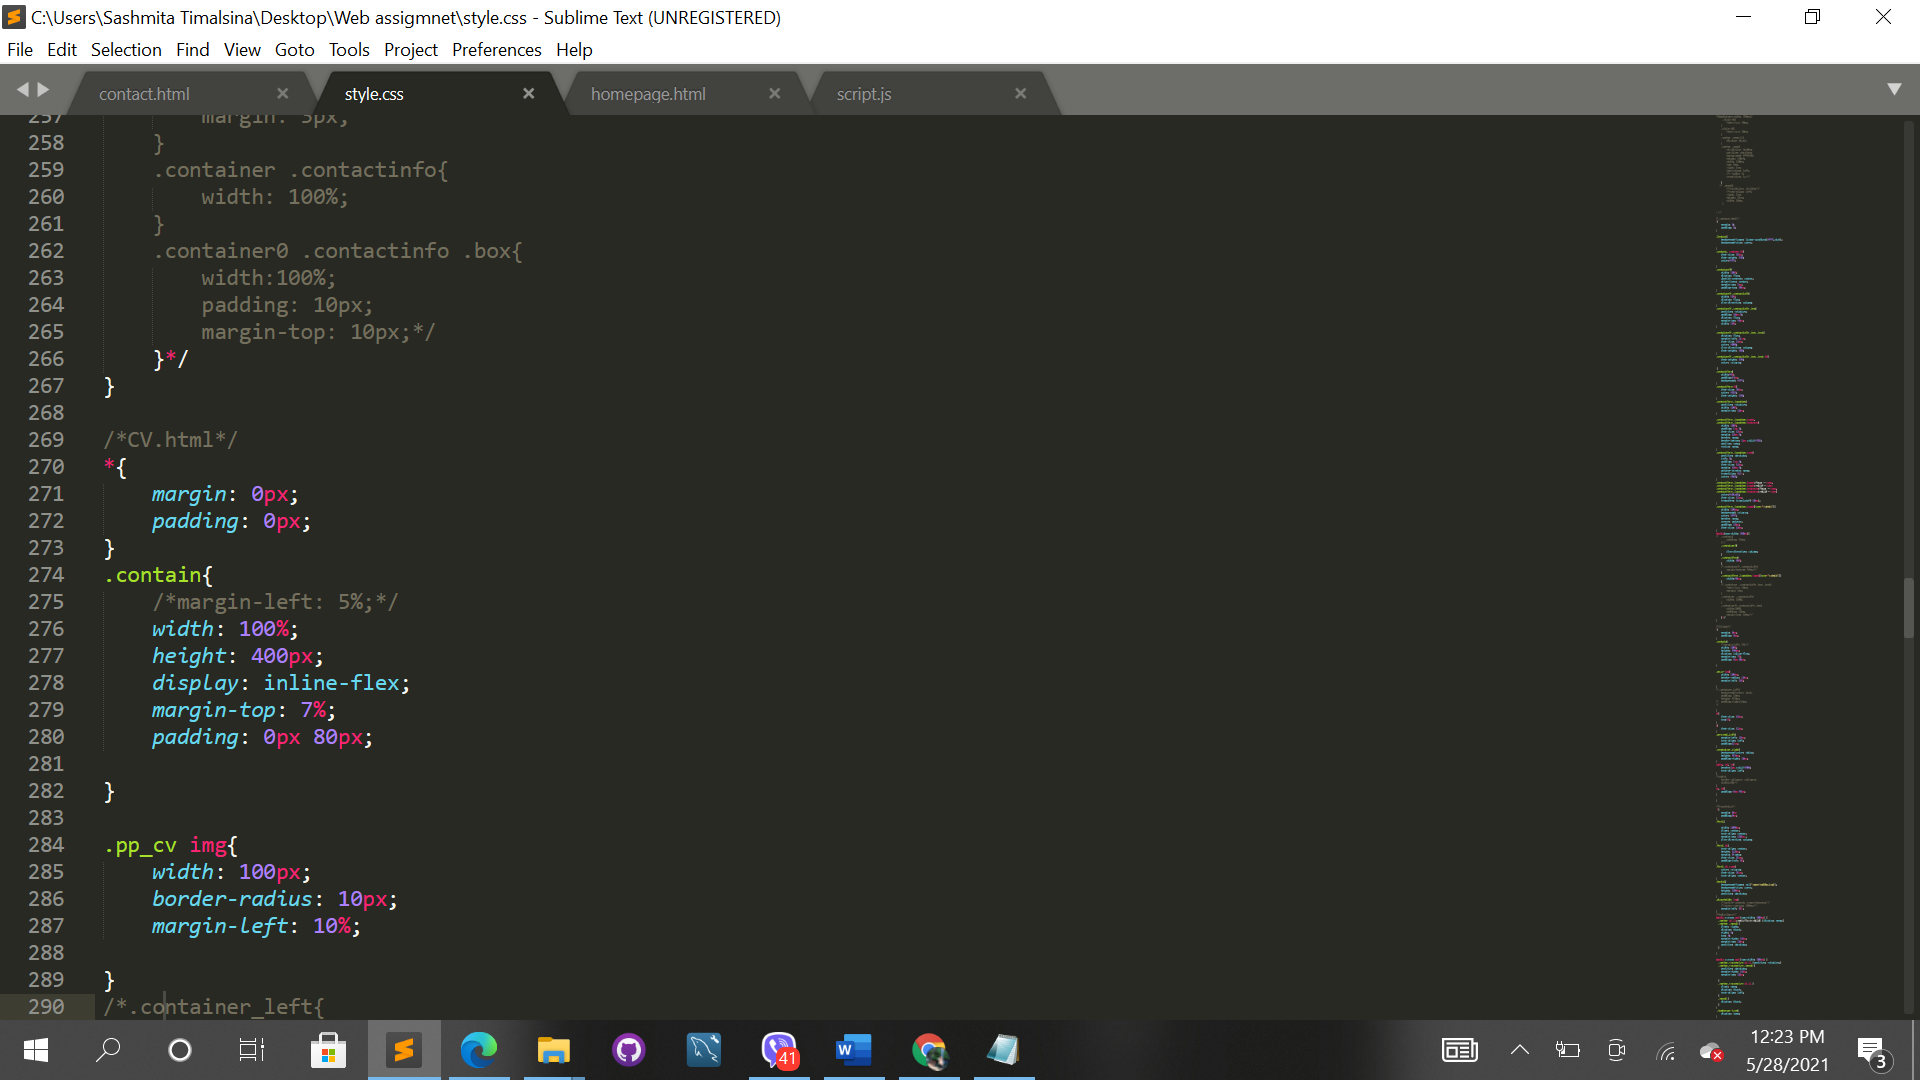 C:\Users\Sashmita Timalsina\Desktop\Web assigmnet\style.css - Sublime Text (UNREGISTERED)
File Edit Selection Find View Goto Tools Project Preferences Help
contact.html style.css homepage.html script.js
257 margin: 3px;
258 }
259 .container .contactinfo{
260 width: 100%;
261 }
262 .container0 .contactinfo .box{
263 width:100%;
264 padding: 10px;
265 margin-top: 10px;*/
266 }*/
267 }
268
269 /*CV.html*/
270 *{
271 margin: 0px;
272 padding: 0px;
273 }
274 .contain{
275 /*margin-left: 5%;*/
276 width: 100%;
277 height: 400px;
278 display: inline-flex;
279 margin-top: 7%;
280 padding: 0px 80px;
281
282 }
283
284 .pp_cv img{
285 width: 100px;
286 border-radius: 10px;
287 margin-left: 10%;
288
289 }
290 /*.container_left{
41
12:23 PM
5/28/2021
3